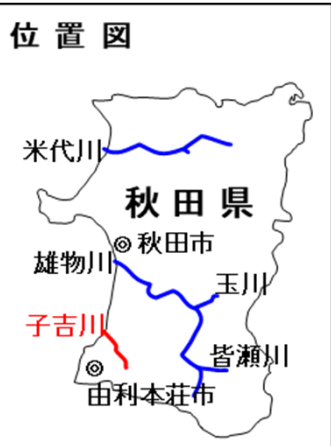 位置図
米代川
秋田県
秋田市
雄物川
玉川
子吉川
皆瀬川
由利本荘市